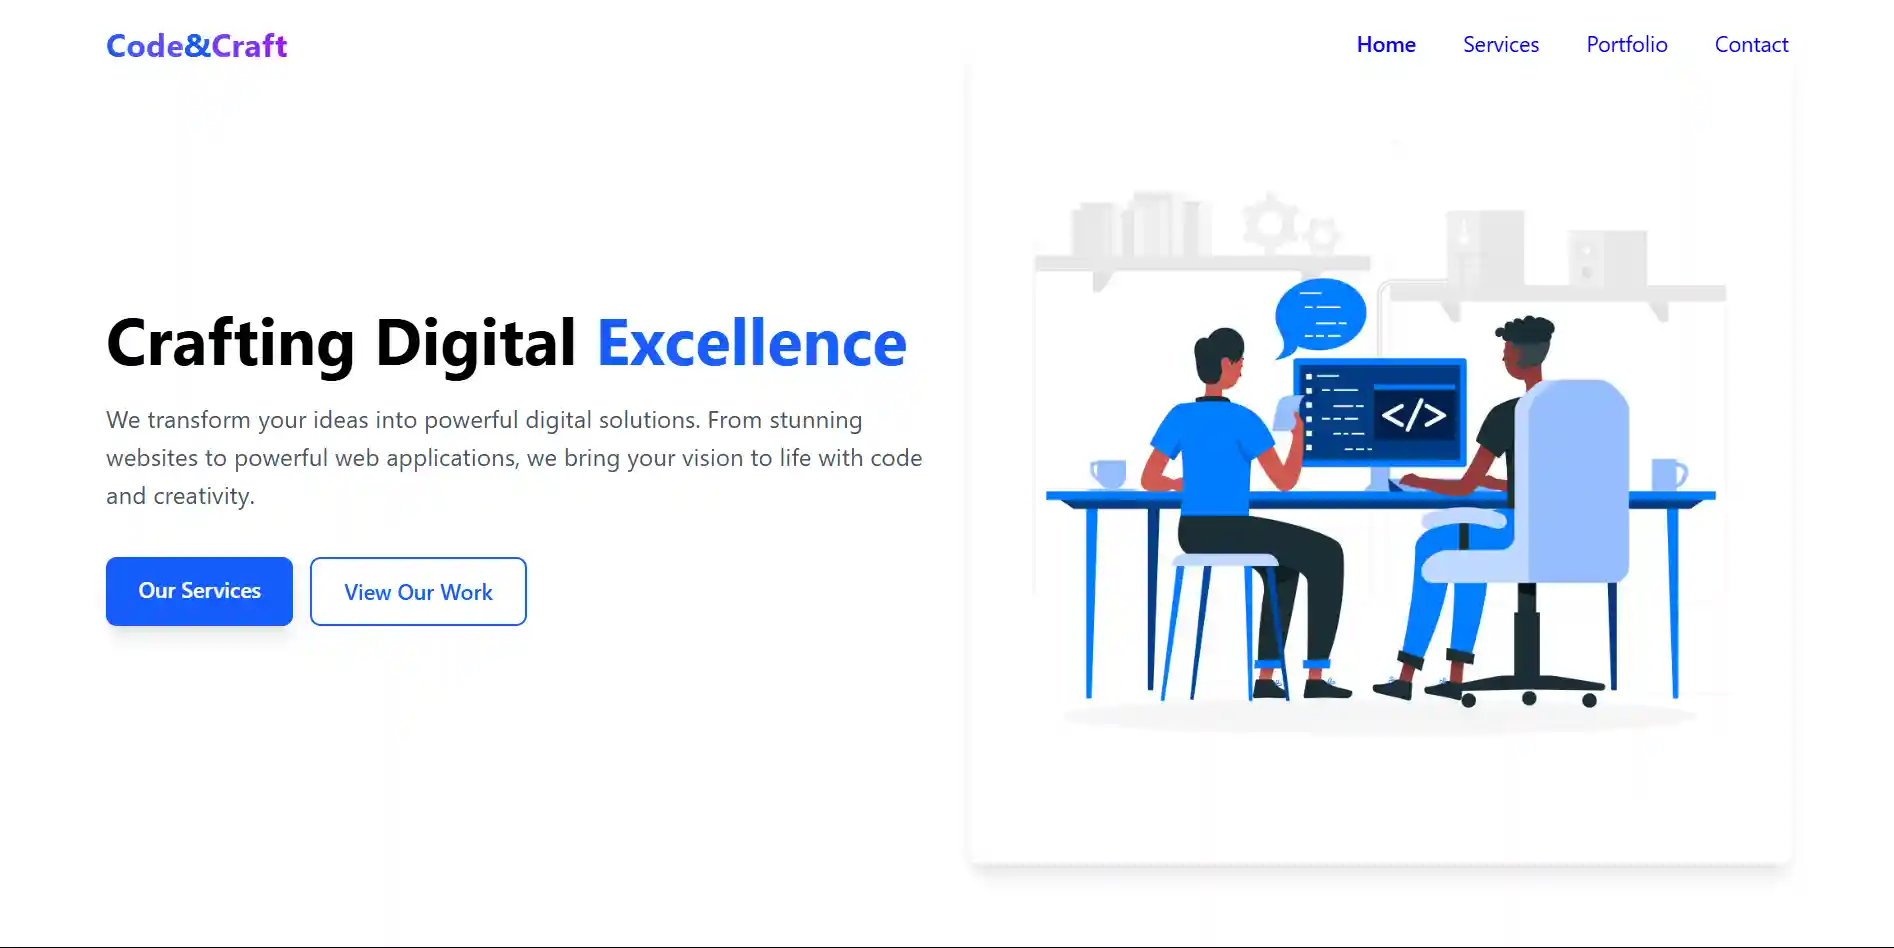 Code&Craft
Home Services Portfolio Contact
Crafting Digital Excellence
We transform your ideas into powerful digital solutions. From stunning
websites to powerful web applications, we bring your vision to life with code
and creativity.
Our Services View Our Work
</>